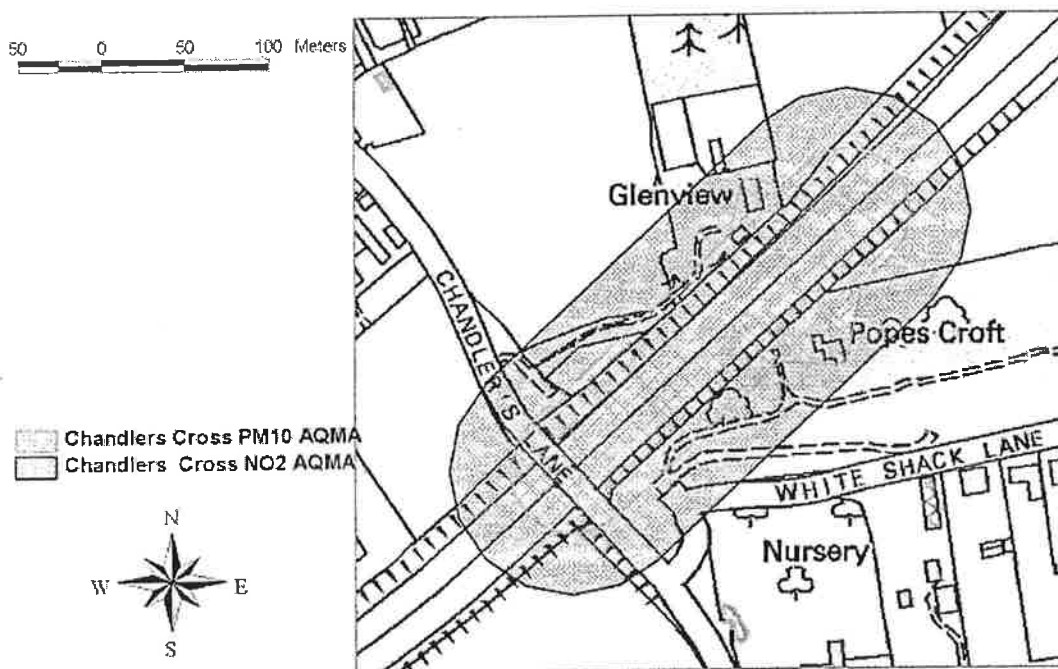 50 0 50 100 Meters
Glenview
CHANDLER'S LANE
Popes Croft
Chandlers Cross PM10 AQMA
Chandlers Cross NO2 AQMA
WHITE SHACK LANE
Nursery
N
W E
S